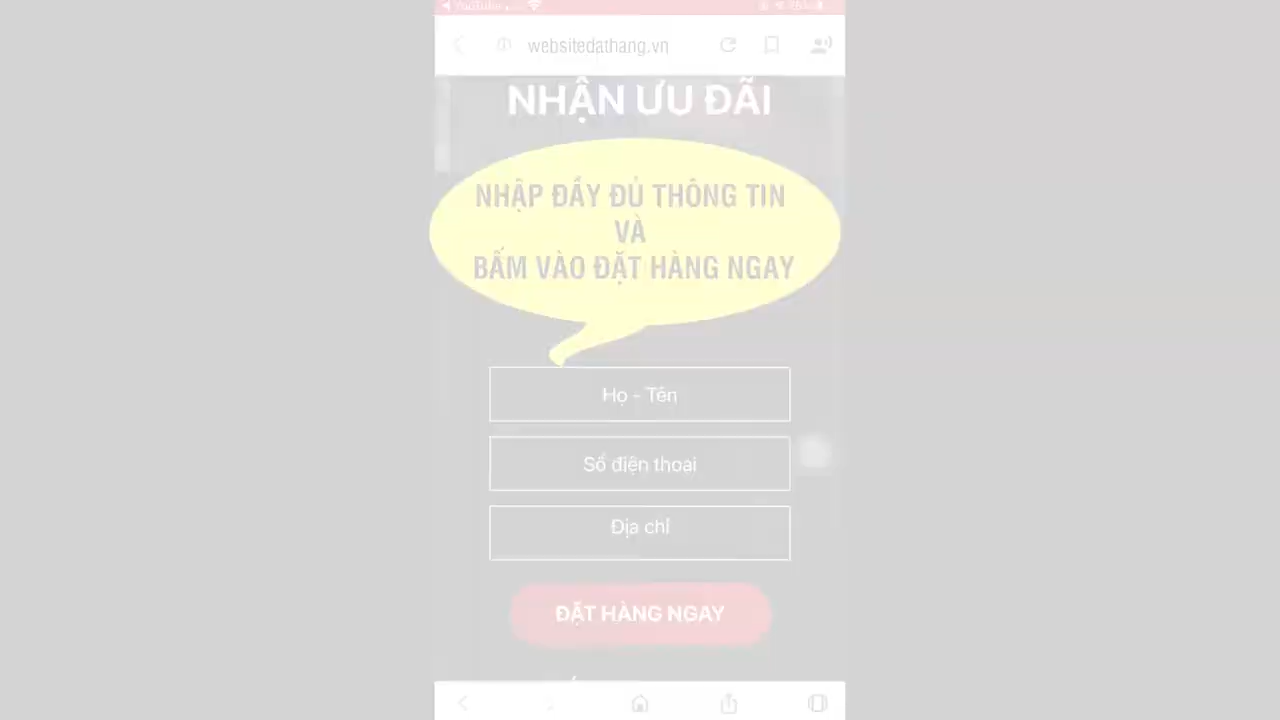 YouTube
websitedathang.vn
NHẬN ƯU ĐÃI
NHẬP ĐẦY ĐỦ THÔNG TIN
VÀ
BẤM VÀO ĐẶT HÀNG NGAY
Họ - Tên
Số điện thoại
Địa chỉ
ĐẶT HÀNG NGAY